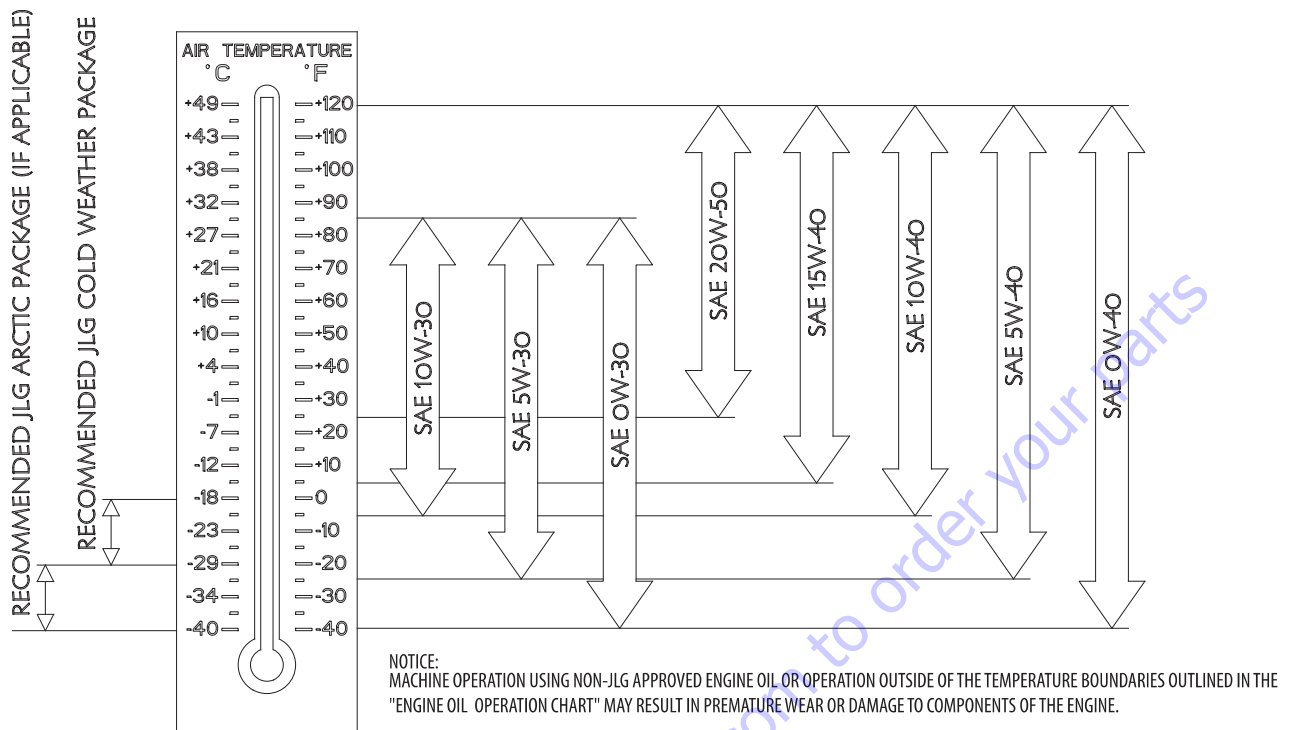 RECOMMENDED JLG ARCTIC PACKAGE (IF APPLICABLE)
RECOMMENDED JLG COLD WEATHER PACKAGE
AIR TEMPERATURE
°C °F
+49 +120
+43 +110
+38 +100
+32 +90
+27 +80
+21 +70
+16 +60
+10 +50
+4 +40
-1 +30
-7 +20
-12 +10
-18 0
-23 -10
-29 -20
-34 -30
-40 -40
SAE 10W-30
SAE 5W-30
SAE 0W-30
SAE 20W-50
SAE 15W-40
SAE 10W-40
SAE 5W-40
SAE 0W-40
NOTICE:
MACHINE OPERATION USING NON-JLG APPROVED ENGINE OIL OR OPERATION OUTSIDE OF THE TEMPERATURE BOUNDARIES OUTLINED IN THE
"ENGINE OIL OPERATION CHART" MAY RESULT IN PREMATURE WEAR OR DAMAGE TO COMPONENTS OF THE ENGINE.
to order your parts